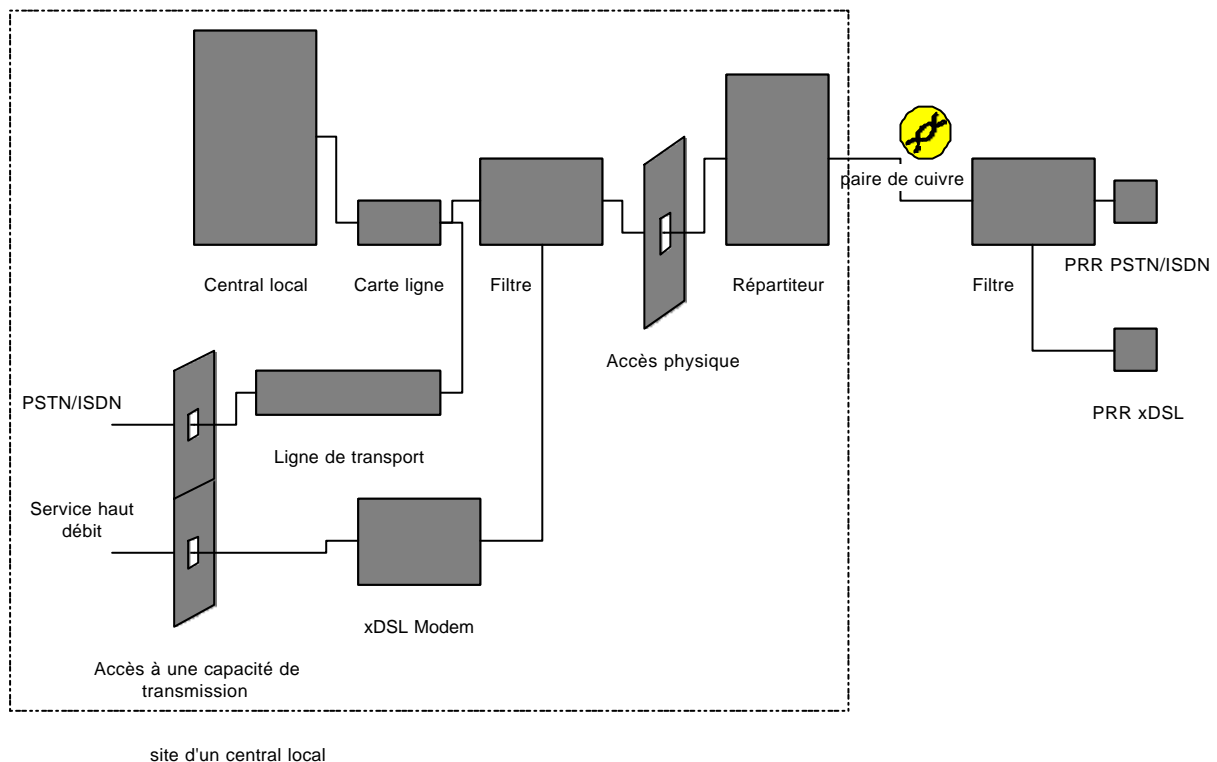 paire de cuivre
Central local
Carte ligne
Filtre
Répartiteur
PRR PSTN/ISDN
Filtre
Accès physique
PSTN/ISDN
PRR xDSL
Ligne de transport
Service haut
débit
xDSL Modem
Accès à une capacité de
transmission
site d'un central local